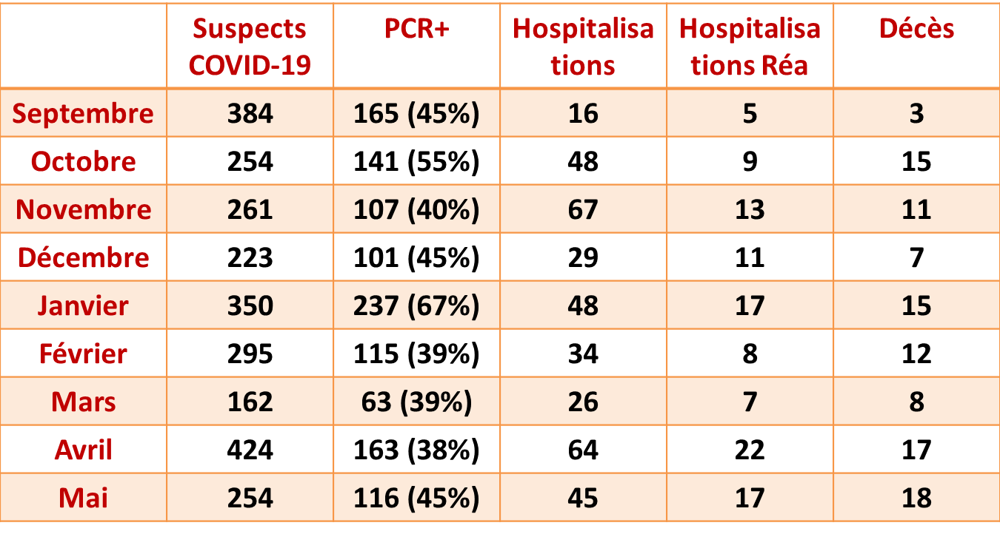 Suspects COVID-19 PCR+ Hospitalisa tions Hospitalisa tions Réa Décès
Septembre 384 165 (45%) 16 5 3
Octobre 254 141 (55%) 48 9 15
Novembre 261 107 (40%) 67 13 11
Décembre 223 101 (45%) 29 11 7
Janvier 350 237 (67%) 48 17 15
Février 295 115 (39%) 34 8 12
Mars 162 63 (39%) 26 7 8
Avril 424 163 (38%) 64 22 17
Mai 254 116 (45%) 45 17 18